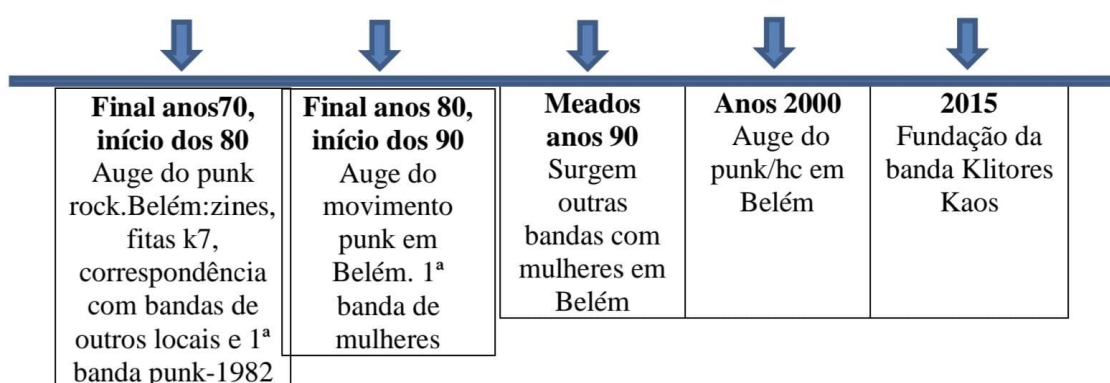 Final anos70,
início dos 80
Auge do punk
rock.Belém:zines,
fitas k7,
correspondência
com bandas de
outros locais e 1ª
banda punk-1982
Final anos 80,
início dos 90
Auge do
movimento
punk em
Belém. 1ª
banda de
mulheres
Meados
anos 90
Surgem
outras
bandas com
mulheres em
Belém
Anos 2000
Auge do
punk/hc em
Belém
2015
Fundação da
banda Klitores
Kaos